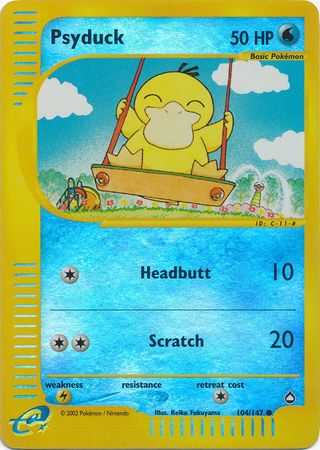 Psyduck 50 HP
Basic Pokémon
ID: C-11-#
Headbutt 10
Scratch 20
weakness resistance retreat cost
© 2002 Pokémon / Nintendo Illus. Keiko Fukuyama 104/147
e